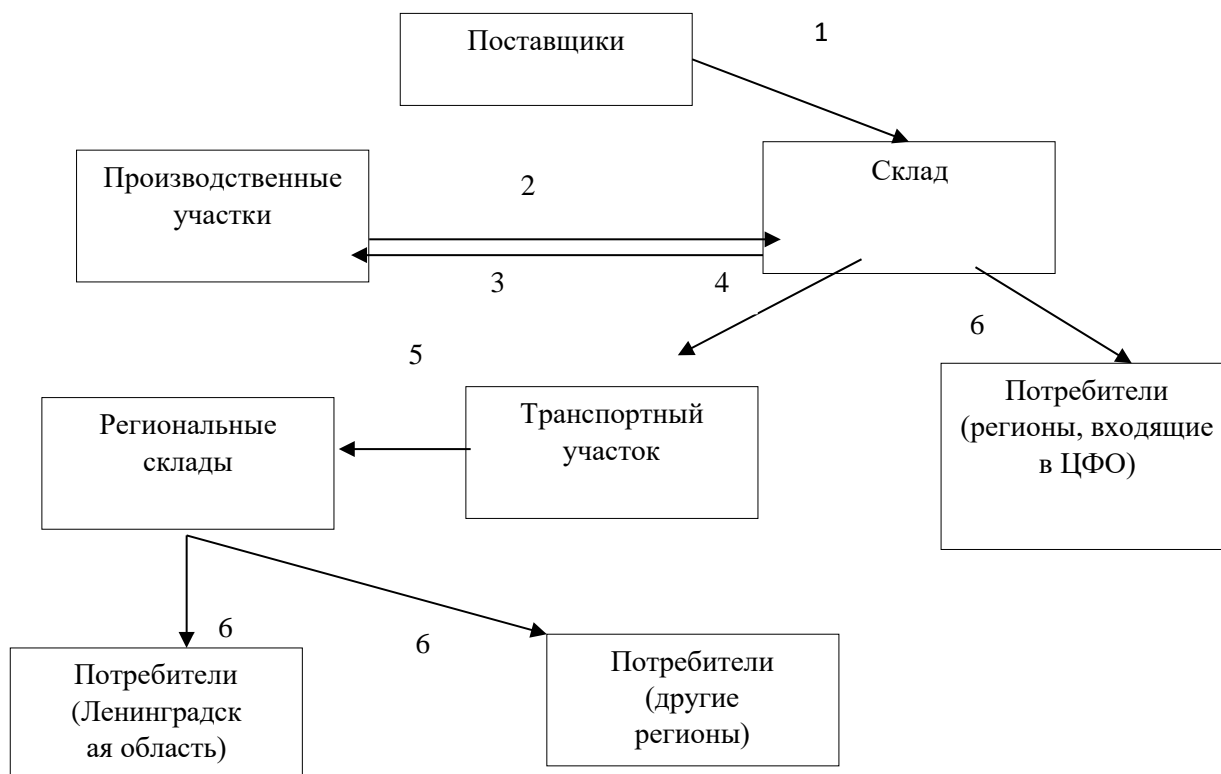 Поставщики
1
Производственные
участки
2
Склад
3
4
5
6
Региональные
склады
Транспортный
участок
Потребители
(регионы, входящие
в ЦФО)
6
6
Потребители
(Ленинградск
ая область)
Потребители
(другие
регионы)